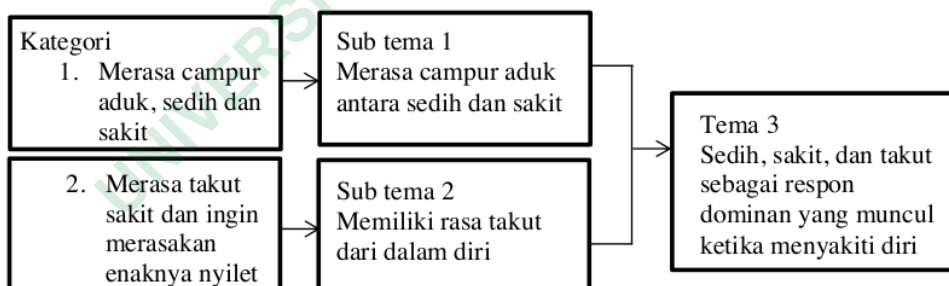 Kategori
1. Merasa campur
aduk, sedih dan
sakit
Sub tema 1
Merasa campur aduk
antara sedih dan sakit
2. Merasa takut
sakit dan ingin
merasakan
enaknya nyilet
Sub tema 2
Memiliki rasa takut
dari dalam diri
Tema 3
Sedih, sakit, dan takut
sebagai respon
dominan yang muncul
ketika menyakiti diri